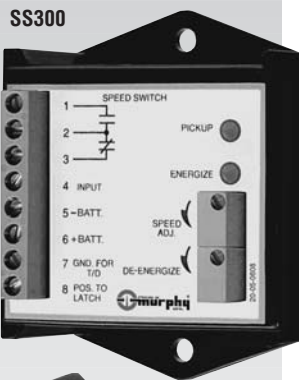 SS300
SPEED SWITCH
1
2
3
4 INPUT
5 -BATT.
6 +BATT.
7 GND. FOR T/D
8 POS. TO LATCH
PICKUP
ENERGIZE
SPEED ADJ.
DE-ENERGIZE
murphy
20-05-0608